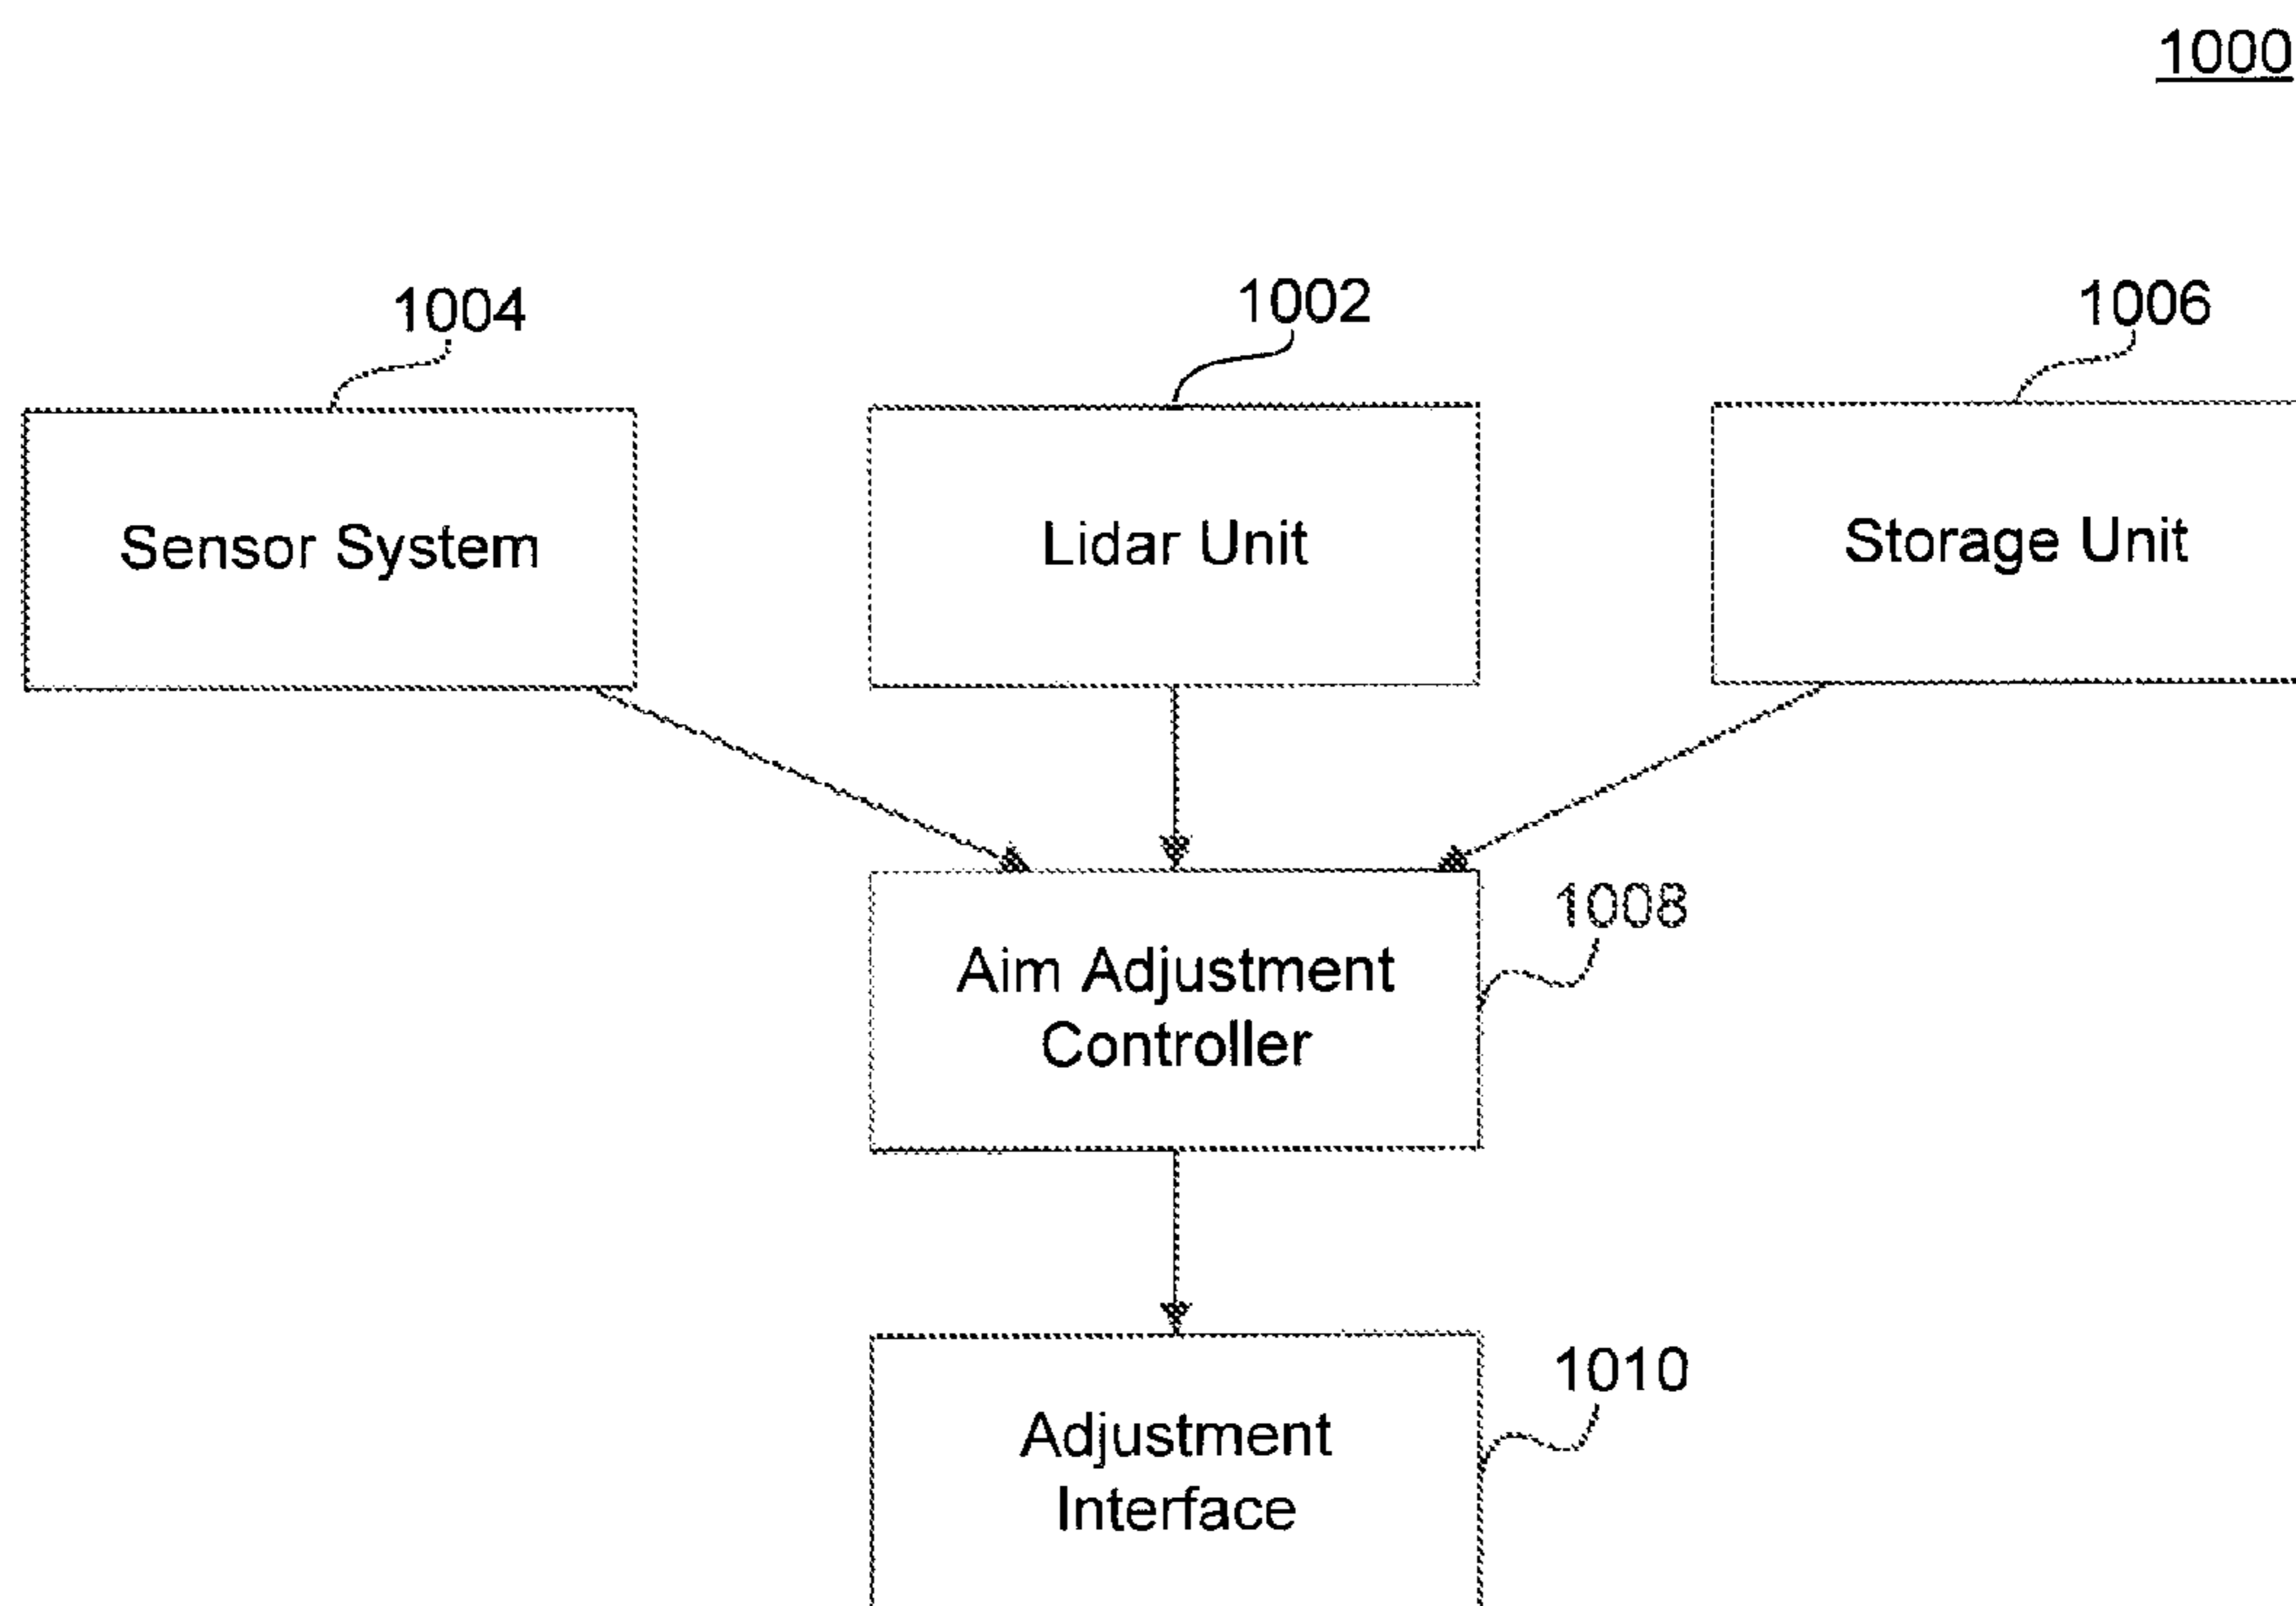 1000
1004
1002
1006
Sensor System
Lidar Unit
Storage Unit
1008
Aim Adjustment
Controller
1010
Adjustment
Interface